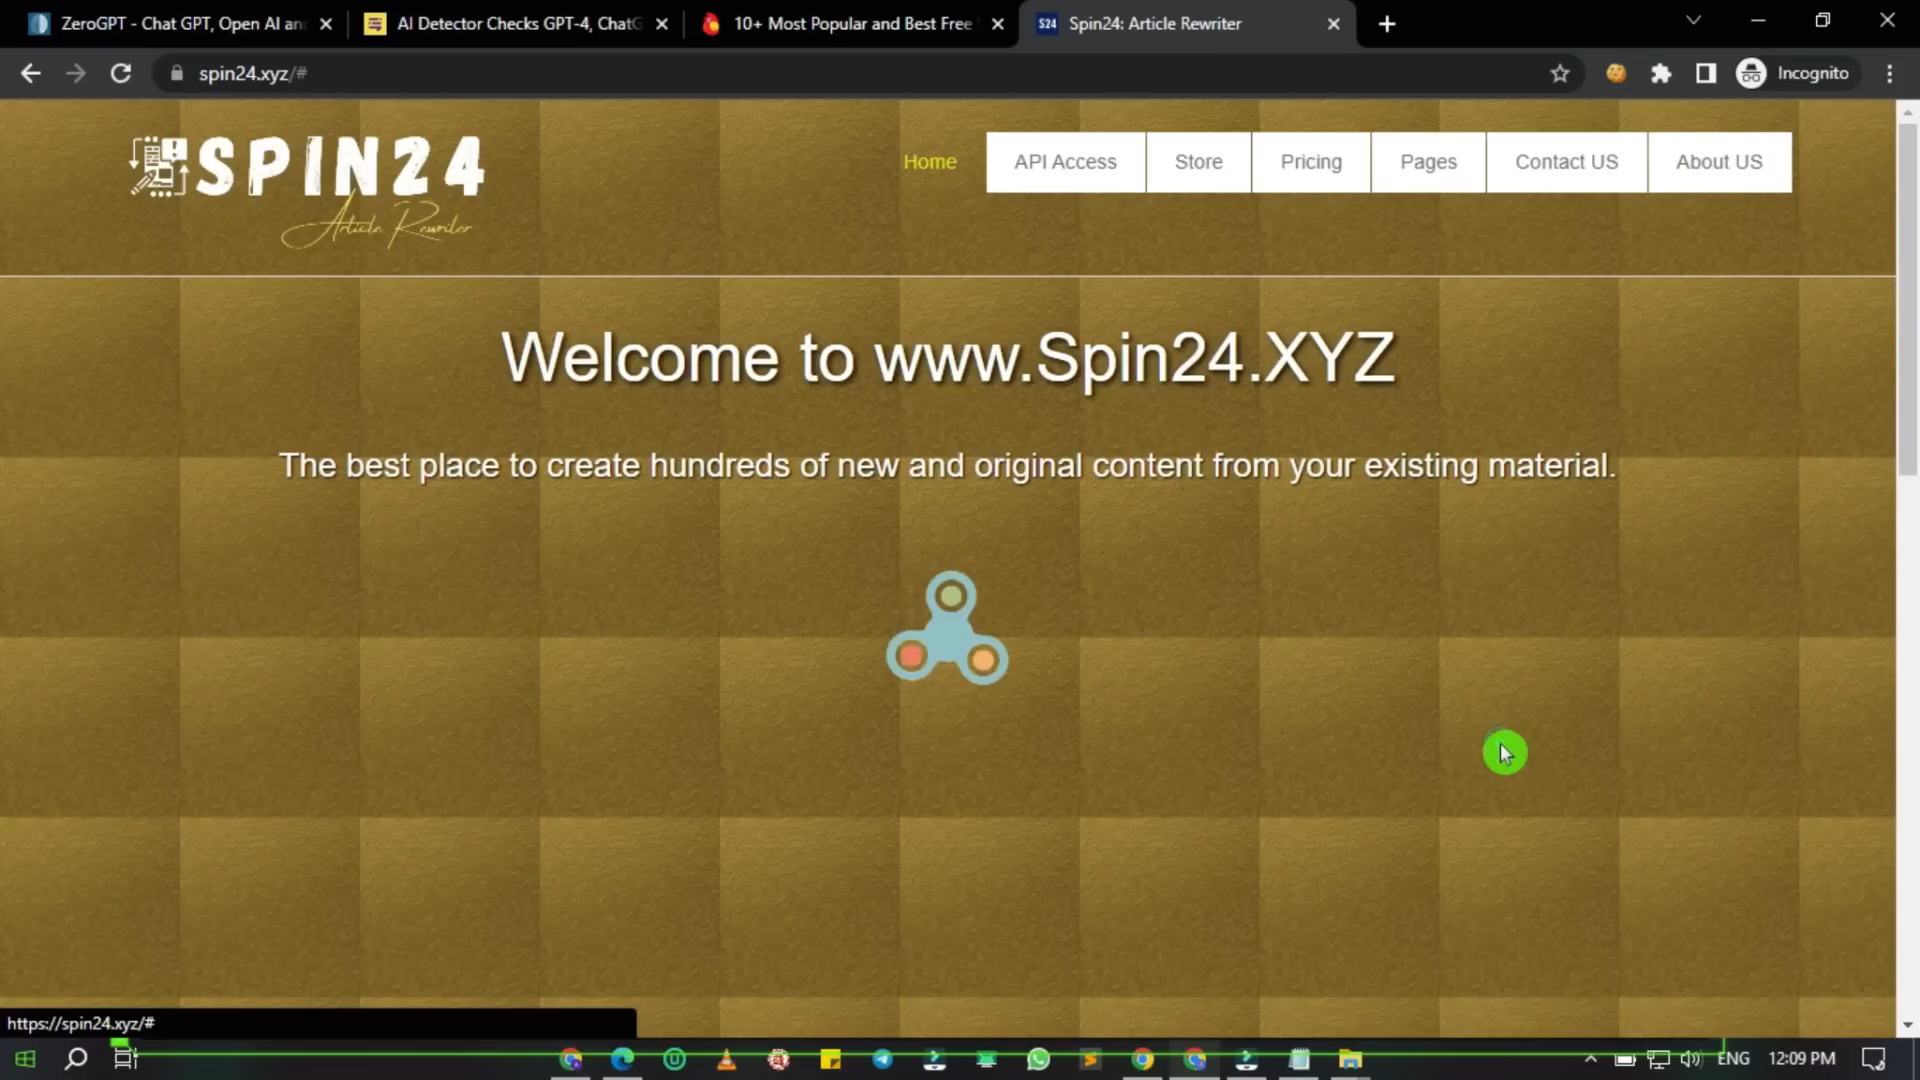 ZeroGPT - Chat GPT, Open AI an
AI Detector Checks GPT-4, ChatG
10+ Most Popular and Best Free
S24 Spin24: Article Rewriter
spin24.xyz/#
Incognito
SPIN24
Article Rewriter
Home
API Access
Store
Pricing
Pages
Contact US
About US
Welcome to www.Spin24.XYZ
The best place to create hundreds of new and original content from your existing material.
https://spin24.xyz/#
ENG
12:09 PM